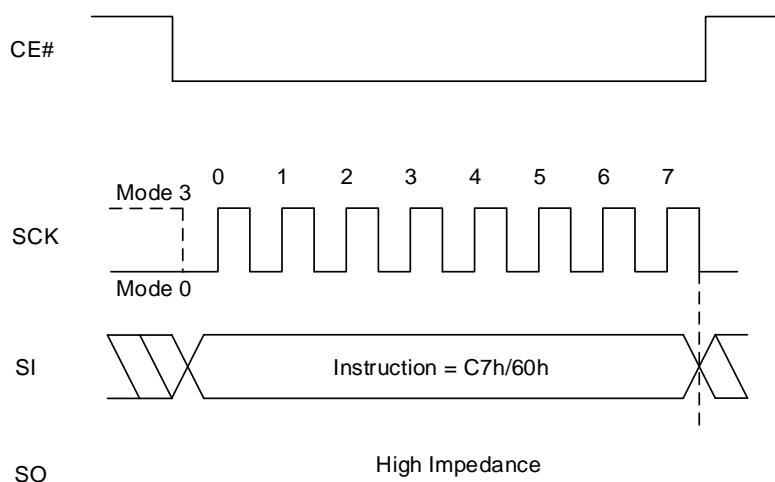 CE#
0 1 2 3 4 5 6 7
Mode 3
SCK
Mode 0
SI
Instruction = C7h/60h
High Impedance
SO